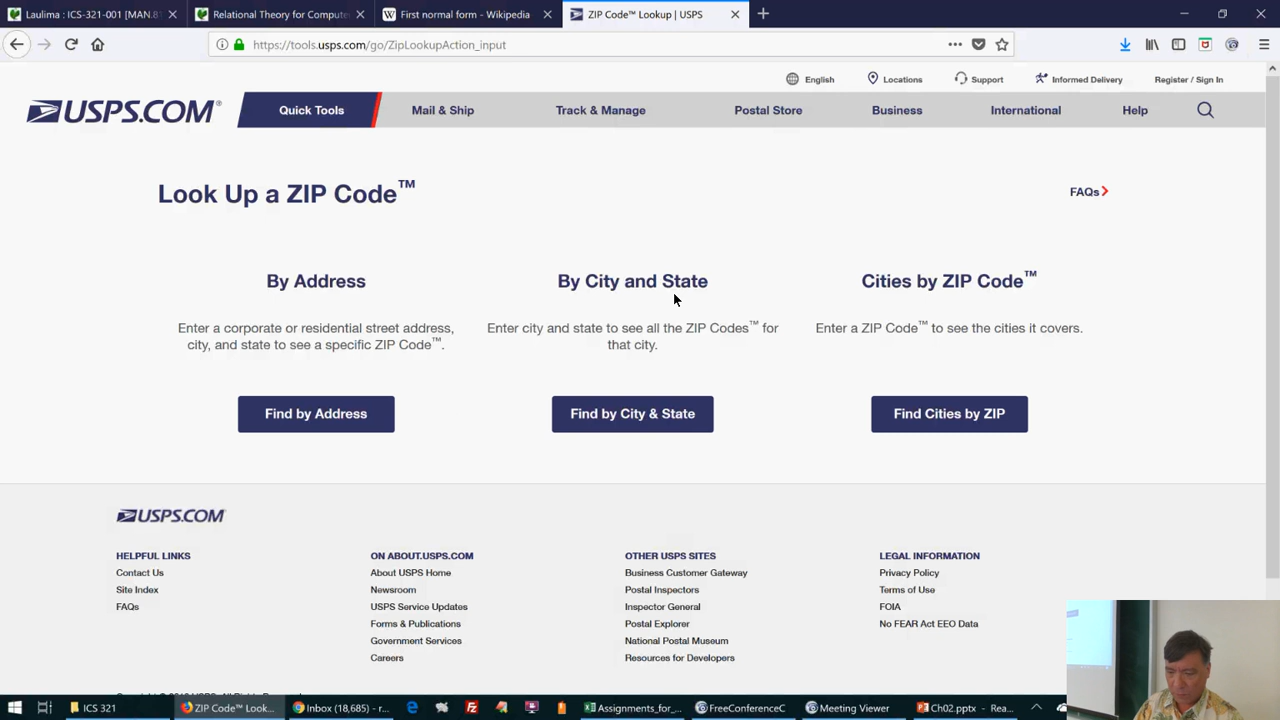 Laulima : ICS-321-001 [MAN.81
Relational Theory for Compute
First normal form - Wikipedia
ZIP Code™ Lookup | USPS
https://tools.usps.com/go/ZipLookupAction_input
English
Locations
Support
Informed Delivery
Register / Sign In
USPS.COM®
Quick Tools
Mail & Ship
Track & Manage
Postal Store
Business
International
Help
Look Up a ZIP Code™
FAQs
By Address
By City and State
Cities by ZIP Code™
Enter a corporate or residential street address,
city, and state to see a specific ZIP Code™.
Enter city and state to see all the ZIP Codes™ for
that city.
Enter a ZIP Code™ to see the cities it covers.
Find by Address
Find by City & State
Find Cities by ZIP
USPS.COM
HELPFUL LINKS
Contact Us
Site Index
FAQs
ON ABOUT.USPS.COM
About USPS Home
Newsroom
USPS Service Updates
Forms & Publications
Government Services
Careers
OTHER USPS SITES
Business Customer Gateway
Postal Inspectors
Inspector General
Postal Explorer
National Postal Museum
Resources for Developers
LEGAL INFORMATION
Privacy Policy
Terms of Use
FOIA
No FEAR Act EEO Data
ICS 321
ZIP Code™ Look...
Inbox (18,685) - r...
Assignments_for_...
FreeConferenceC
Meeting Viewer
Ch02.pptx - Rea...